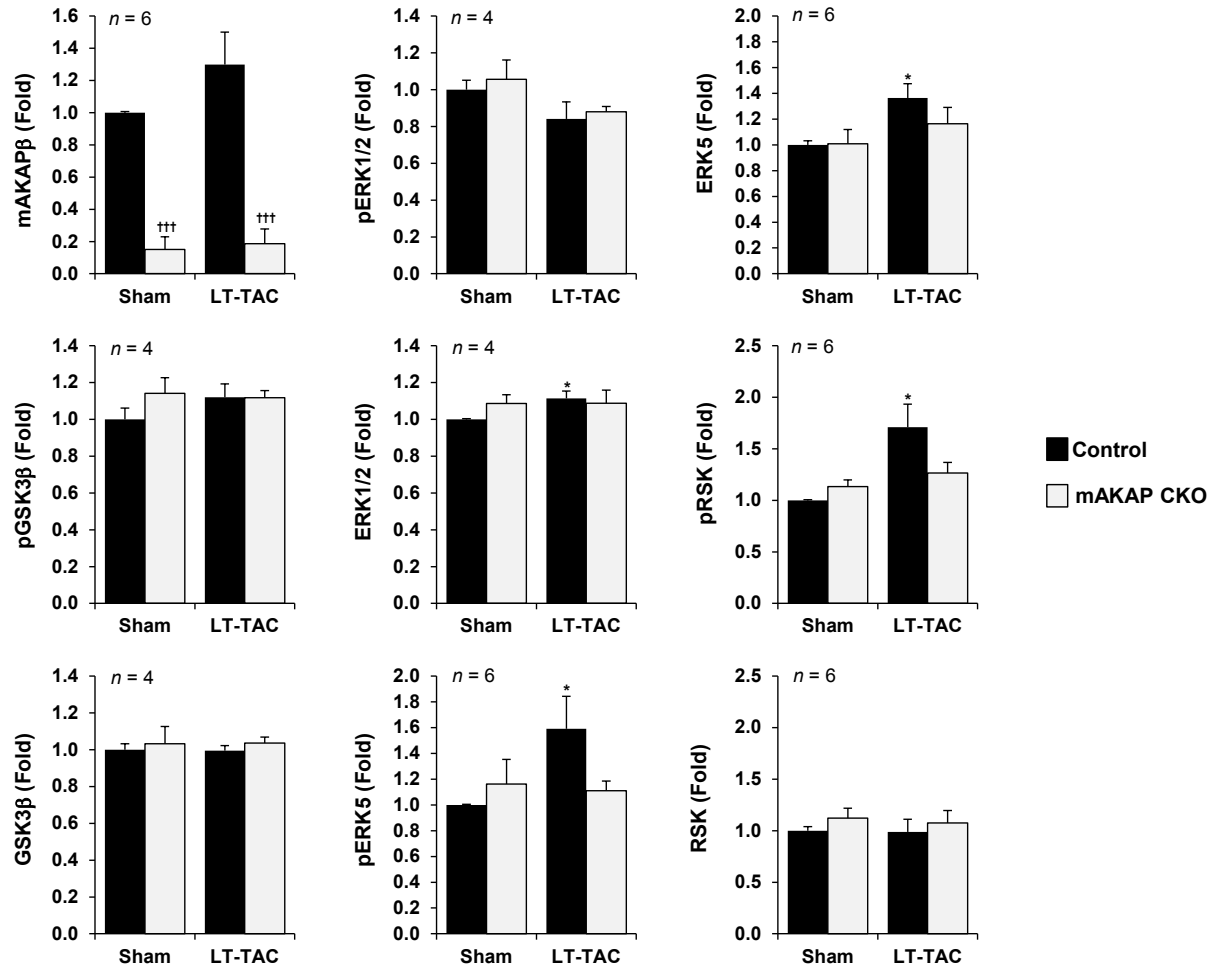 mAKAPβ (Fold)
n = 6
1.6
1.4
1.2
1.0
0.8
0.6
0.4
0.2
0.0
†††
†††
Sham LT-TAC
pERK1/2 (Fold)
n = 4
1.4
1.2
1.0
0.8
0.6
0.4
0.2
0.0
Sham LT-TAC
ERK5 (Fold)
n = 6
2.0
1.8
1.6
1.4
1.2
1.0
0.8
0.6
0.4
0.2
0.0
*
Sham LT-TAC
pGSK3β (Fold)
n = 4
1.4
1.2
1.0
0.8
0.6
0.4
0.2
0.0
Sham LT-TAC
ERK1/2 (Fold)
n = 4
1.4
1.2
1.0
0.8
0.6
0.4
0.2
0.0
*
Sham LT-TAC
pRSK (Fold)
n = 6
2.5
2.0
1.5
1.0
0.5
0.0
*
Sham LT-TAC
Control
mAKAP CKO
GSK3β (Fold)
n = 4
1.4
1.2
1.0
0.8
0.6
0.4
0.2
0.0
Sham LT-TAC
pERK5 (Fold)
n = 6
2.0
1.8
1.6
1.4
1.2
1.0
0.8
0.6
0.4
0.2
0.0
*
Sham LT-TAC
RSK (Fold)
n = 6
2.5
2.0
1.5
1.0
0.5
0.0
Sham LT-TAC